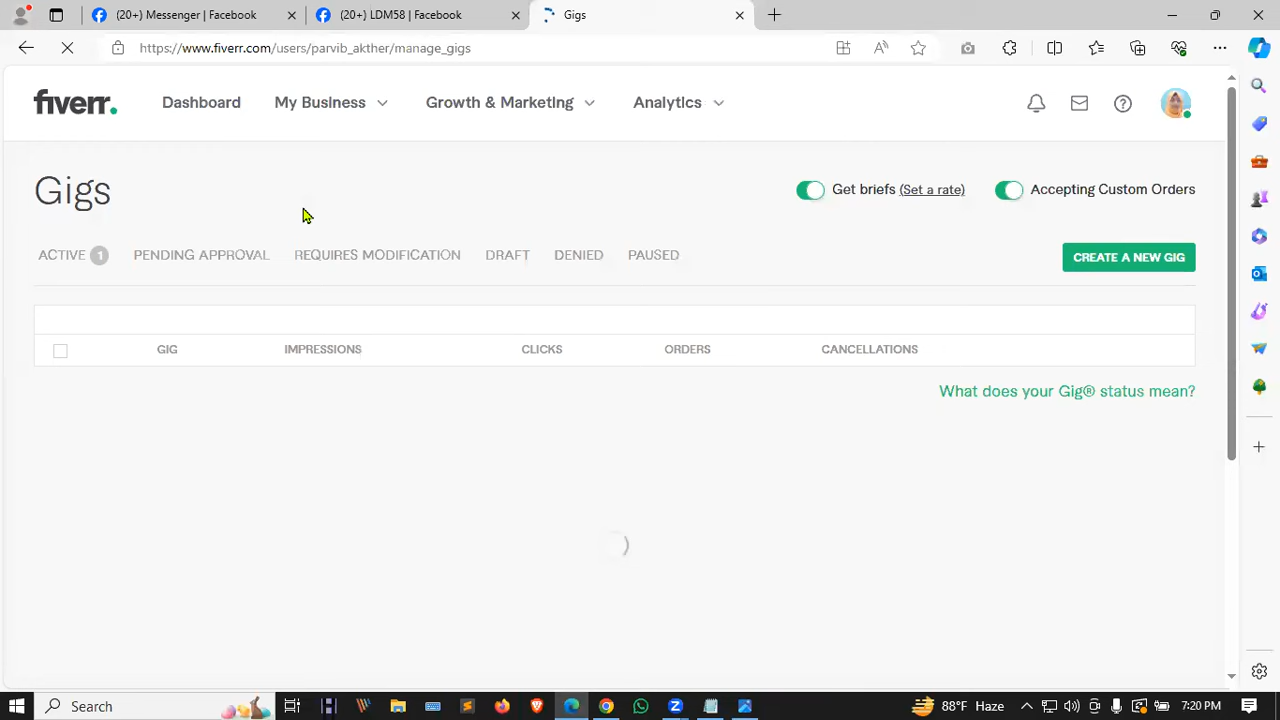 (20+) Messenger | Facebook
(20+) LDM58 | Facebook
Gigs
https://www.fiverr.com/users/parvib_akther/manage_gigs
fiverr.
Dashboard
My Business
Growth & Marketing
Analytics
Gigs
Get briefs (Set a rate)
Accepting Custom Orders
ACTIVE 1
PENDING APPROVAL
REQUIRES MODIFICATION
DRAFT
DENIED
PAUSED
CREATE A NEW GIG
GIG
IMPRESSIONS
CLICKS
ORDERS
CANCELLATIONS
What does your Gig® status mean?
Search
88°F Haze
7:20 PM